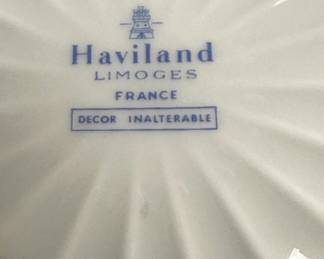 Haviland
LIMOGES
FRANCE
DECOR INALTERABLE